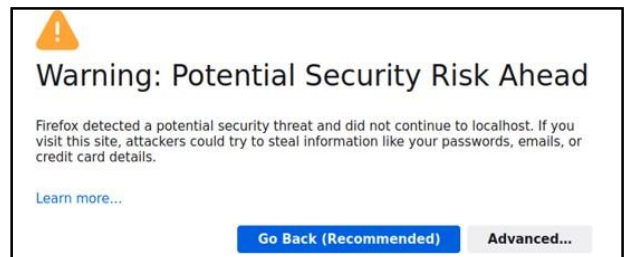 Warning: Potential Security Risk Ahead
Firefox detected a potential security threat and did not continue to localhost. If you
visit this site, attackers could try to steal information like your passwords, emails, or
credit card details.
Learn more...
Go Back (Recommended) Advanced...